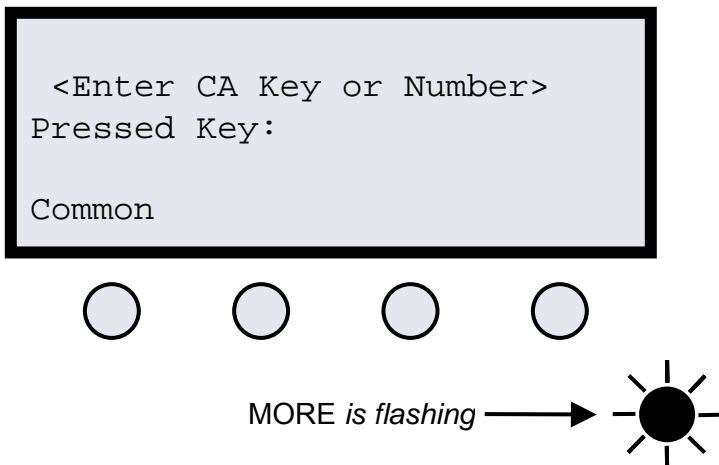 <Enter CA Key or Number>
Pressed Key:
Common
MORE is flashing